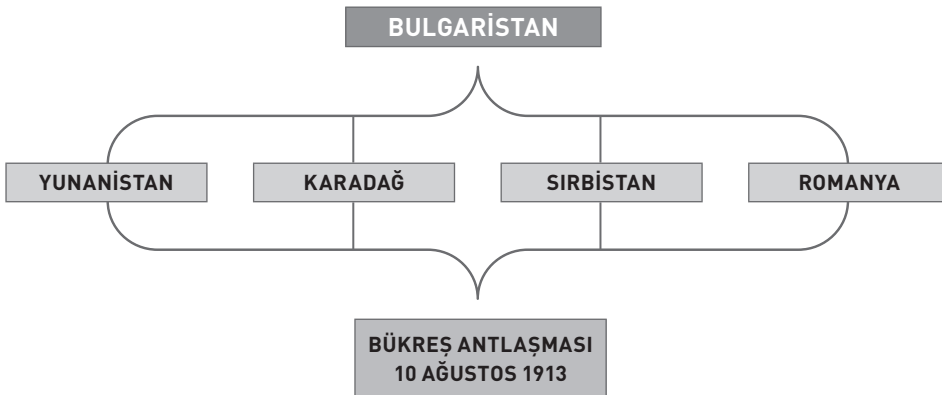 BULGARİSTAN
YUNANİSTAN
KARADAĞ
SIRBİSTAN
ROMANYA
BÜKREŞ ANTLAŞMASI
10 AĞUSTOS 1913